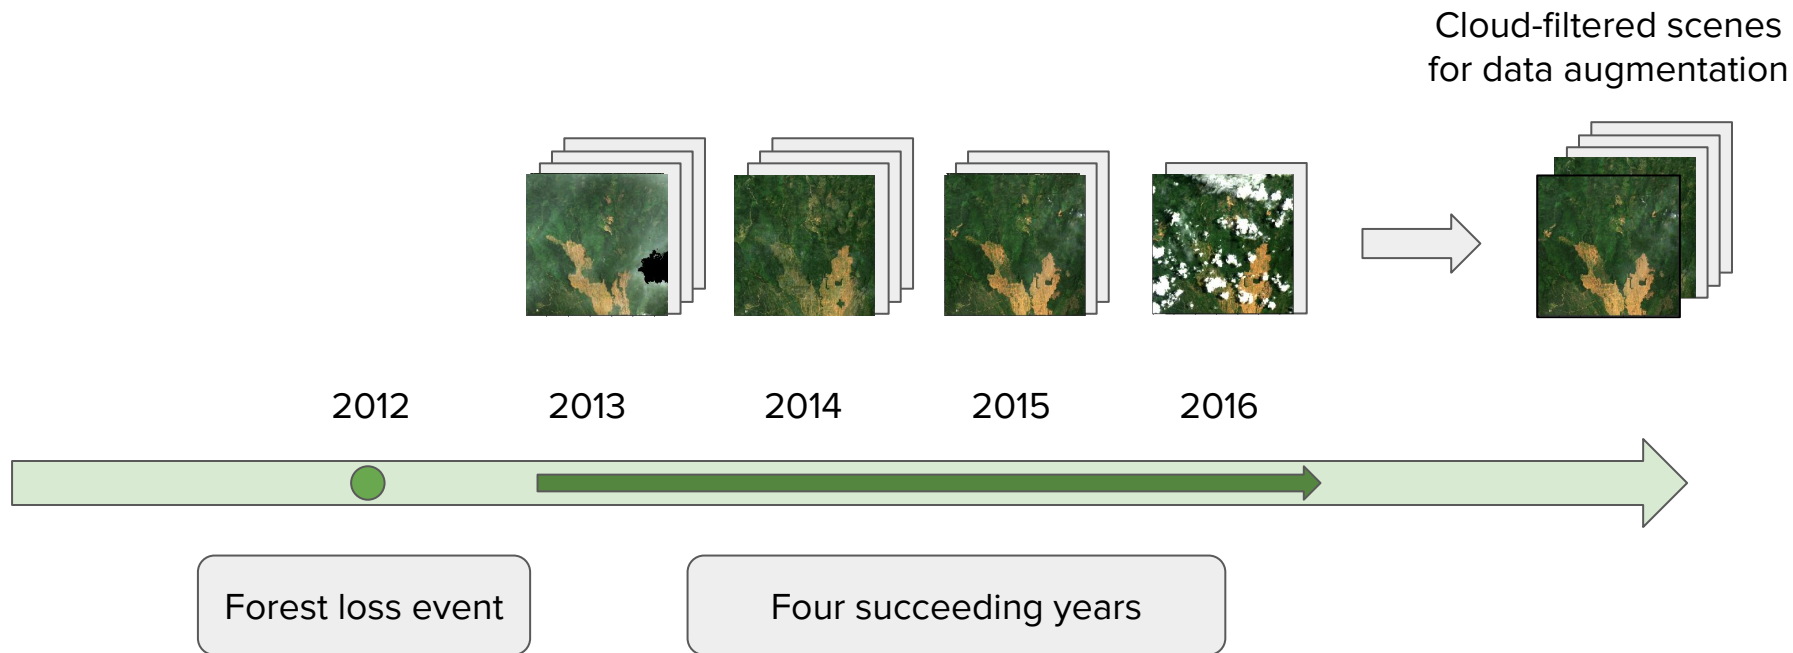 Cloud-filtered scenes
for data augmentation
2012
2013
2014
2015
2016
Forest loss event
Four succeeding years